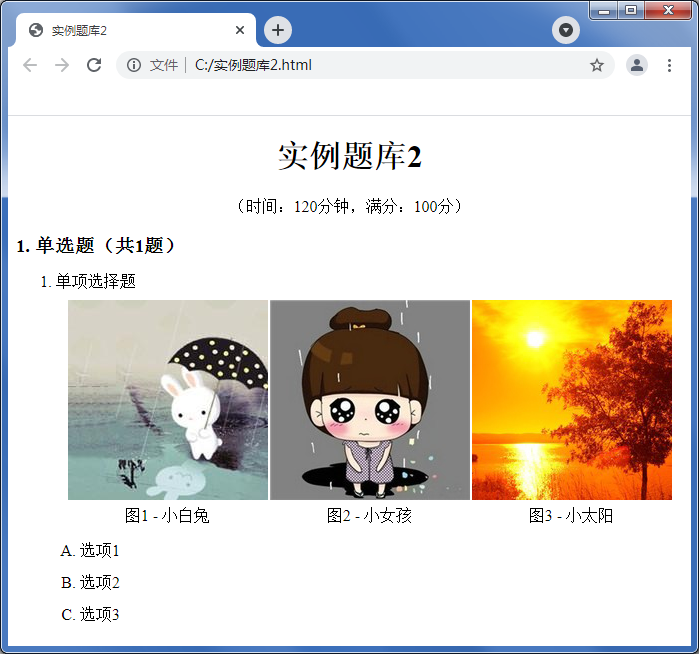 实例题库2
文件 | C:/实例题库2.html
实例题库2
（时间：120分钟，满分：100分）
1. 单选题（共1题）
1. 单项选择题
图1 - 小白兔
图2 - 小女孩
图3 - 小太阳
A. 选项1
B. 选项2
C. 选项3